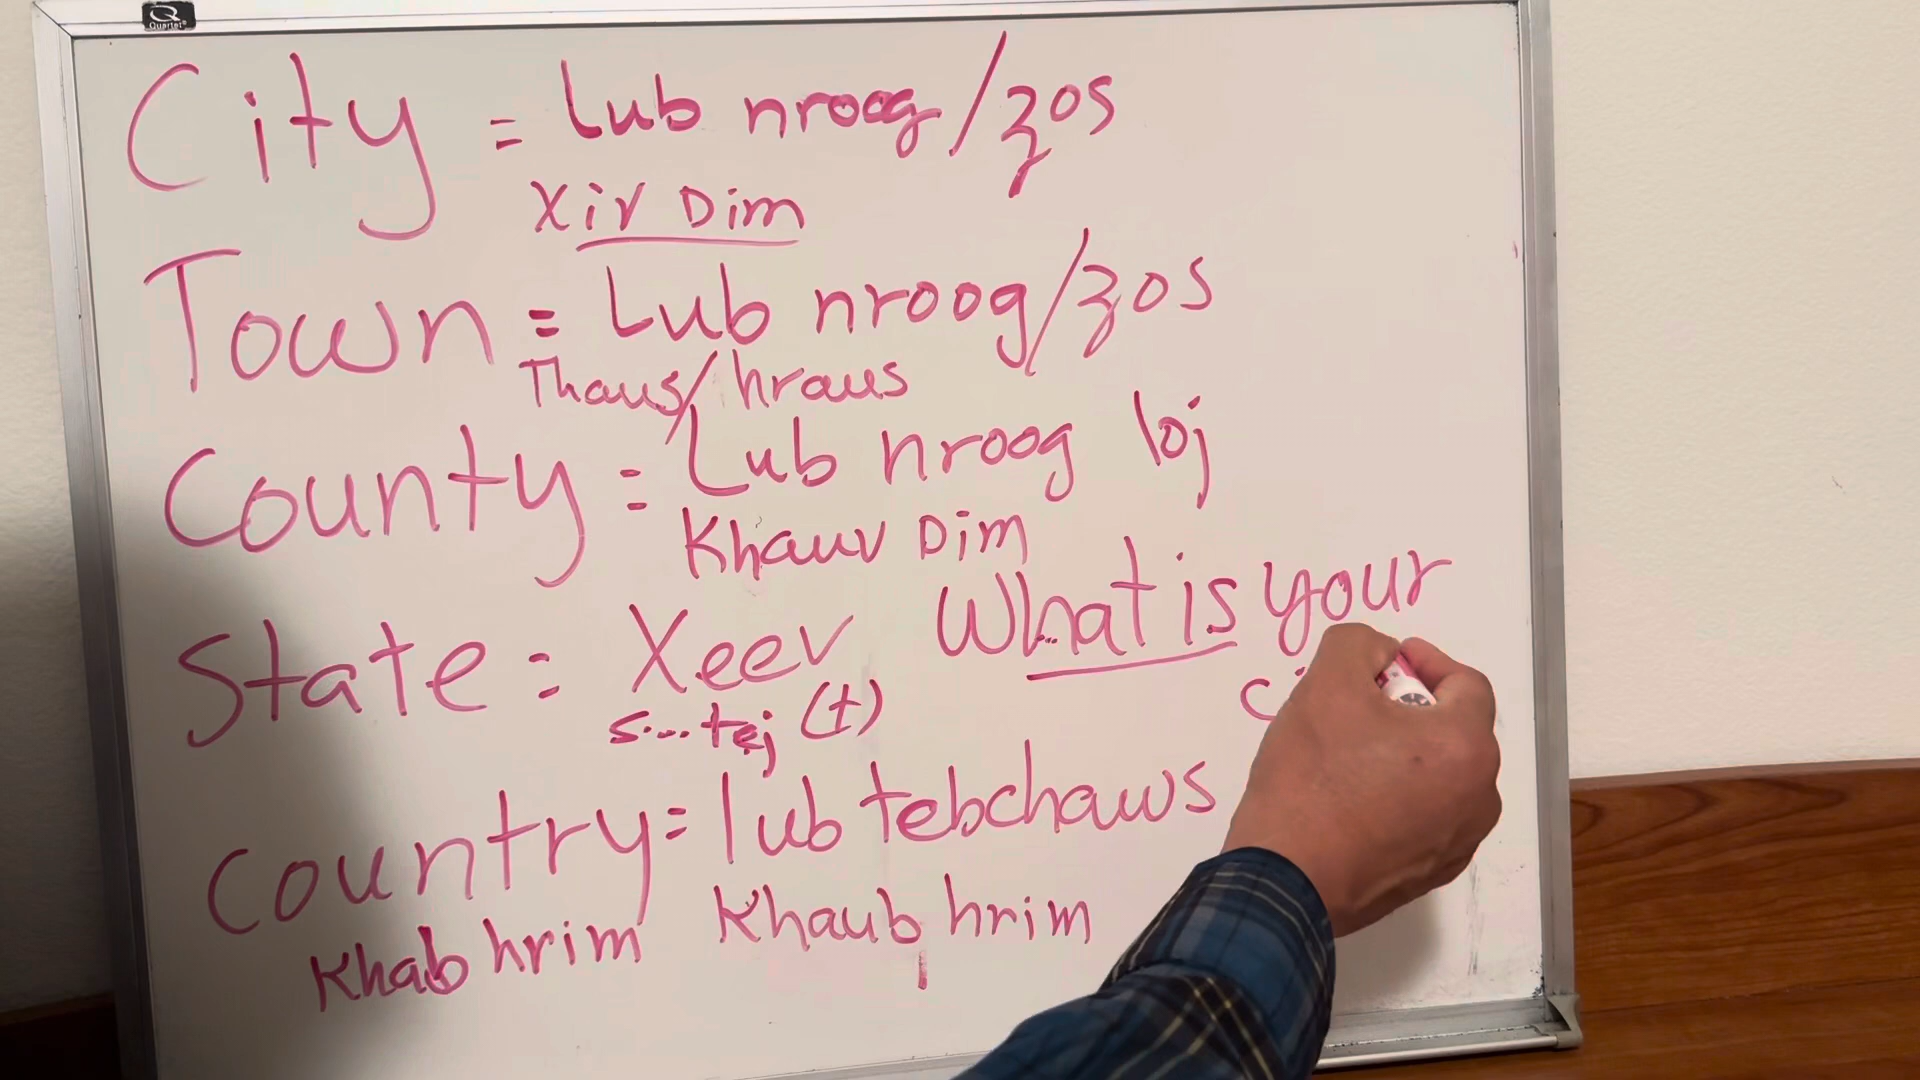 Quartet
City = Lub nroog/zos
Xiv Dim
Town = Lub nroog/zos
Thaus/hraus
County = Lub nroog loj
Khauv Dim
State = Xeev
s...tej (t)
What is your
Country = lub tebchaws
Khab hrim Khaub hrim